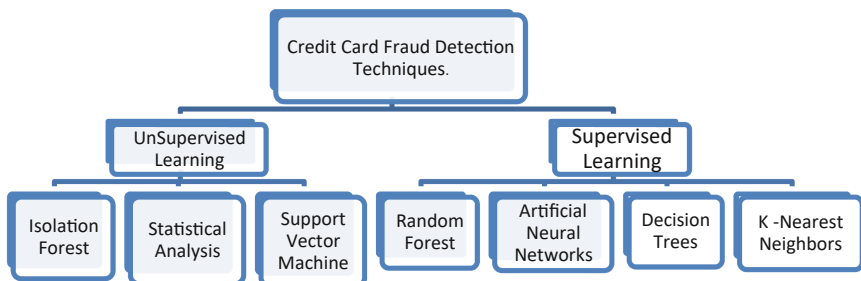 Credit Card Fraud Detection
Techniques.
UnSupervised
Learning
Supervised
Learning
Isolation
Forest
Statistical
Analysis
Support
Vector
Machine
Random
Forest
Artificial
Neural
Networks
Decision
Trees
K -Nearest
Neighbors